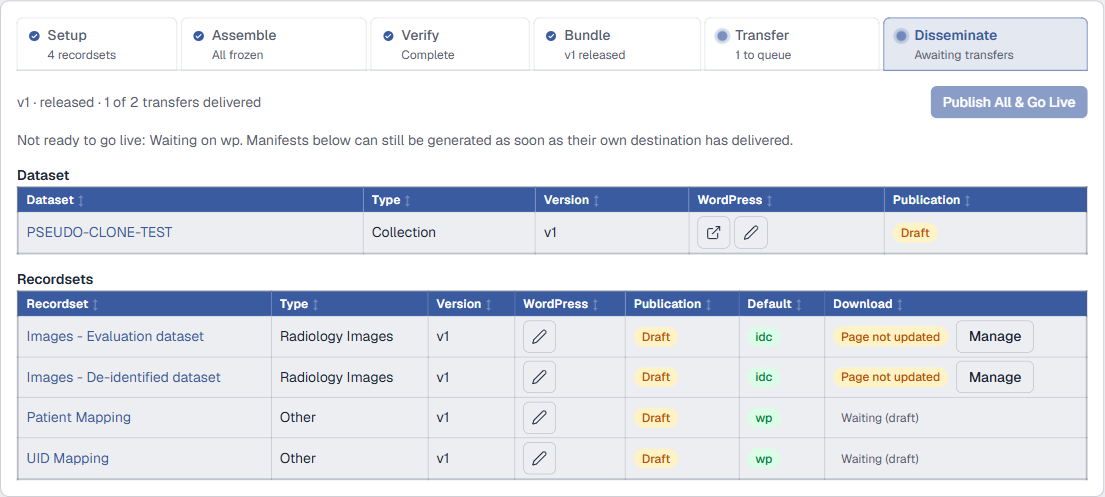 Setup
4 recordsets
Assemble
All frozen
Verify
Complete
Bundle
v1 released
Transfer
1 to queue
Disseminate
Awaiting transfers
v1 · released · 1 of 2 transfers delivered
Publish All & Go Live
Not ready to go live: Waiting on wp. Manifests below can still be generated as soon as their own destination has delivered.
Dataset
Dataset Type Version WordPress Publication
PSEUDO-CLONE-TEST Collection v1 Draft
Recordsets
Recordset Type Version WordPress Publication Default Download
Images - Evaluation dataset Radiology Images v1 Draft idc Page not updated Manage
Images - De-identified dataset Radiology Images v1 Draft idc Page not updated Manage
Patient Mapping Other v1 Draft wp Waiting (draft)
UID Mapping Other v1 Draft wp Waiting (draft)